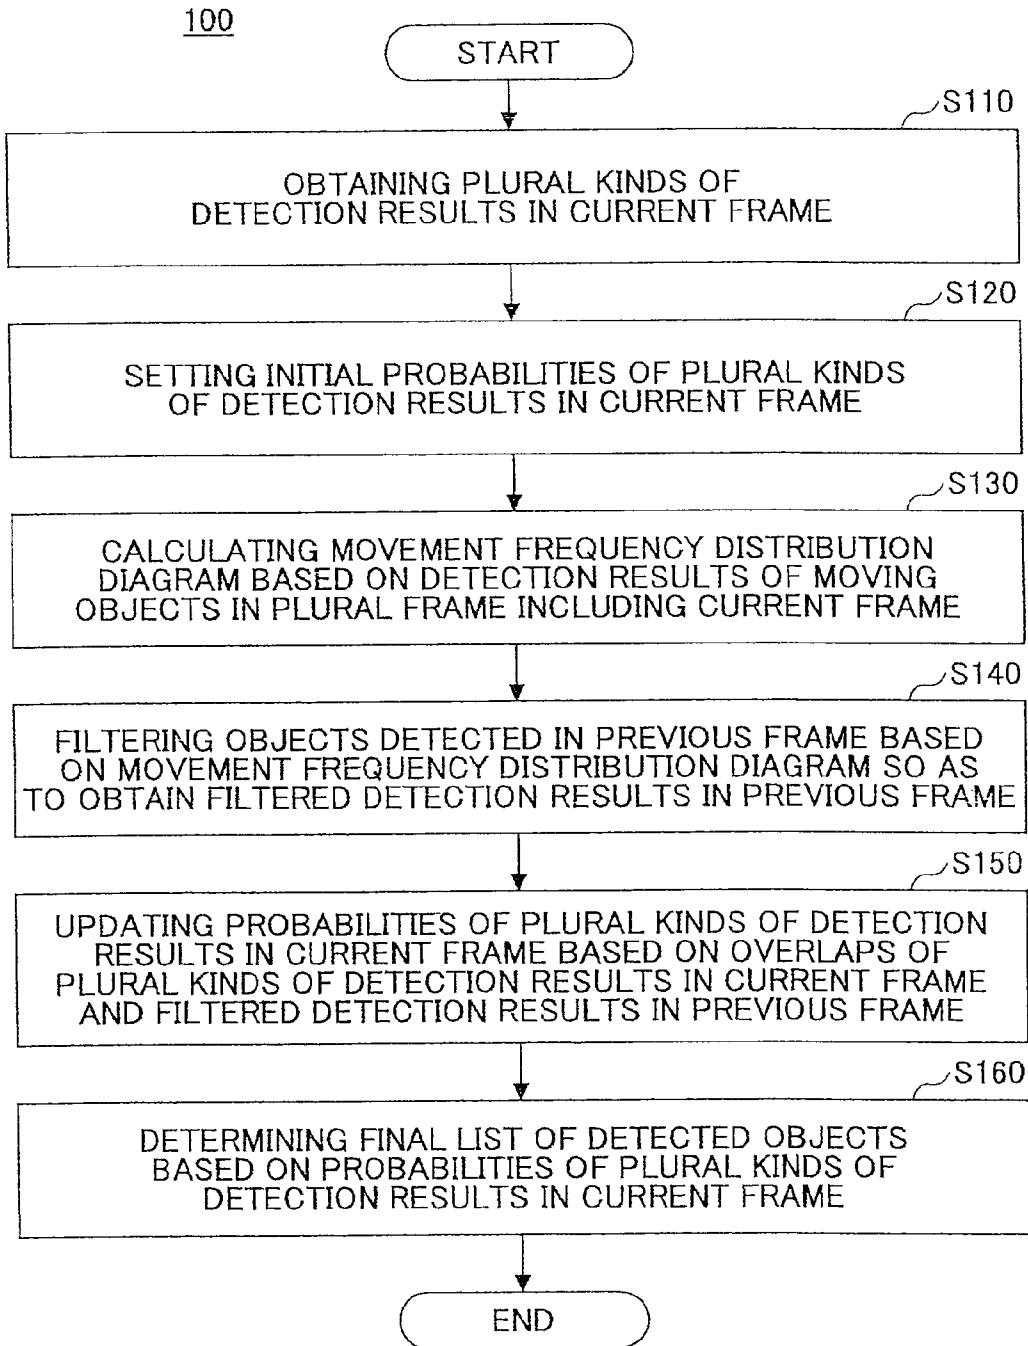 100
START
S110
OBTAINING PLURAL KINDS OF
DETECTION RESULTS IN CURRENT FRAME
S120
SETTING INITIAL PROBABILITIES OF PLURAL KINDS
OF DETECTION RESULTS IN CURRENT FRAME
S130
CALCULATING MOVEMENT FREQUENCY DISTRIBUTION
DIAGRAM BASED ON DETECTION RESULTS OF MOVING
OBJECTS IN PLURAL FRAME INCLUDING CURRENT FRAME
S140
FILTERING OBJECTS DETECTED IN PREVIOUS FRAME BASED
ON MOVEMENT FREQUENCY DISTRIBUTION DIAGRAM SO AS
TO OBTAIN FILTERED DETECTION RESULTS IN PREVIOUS FRAME
S150
UPDATING PROBABILITIES OF PLURAL KINDS OF DETECTION
RESULTS IN CURRENT FRAME BASED ON OVERLAPS OF
PLURAL KINDS OF DETECTION RESULTS IN CURRENT FRAME
AND FILTERED DETECTION RESULTS IN PREVIOUS FRAME
S160
DETERMINING FINAL LIST OF DETECTED OBJECTS
BASED ON PROBABILITIES OF PLURAL KINDS OF
DETECTION RESULTS IN CURRENT FRAME
END